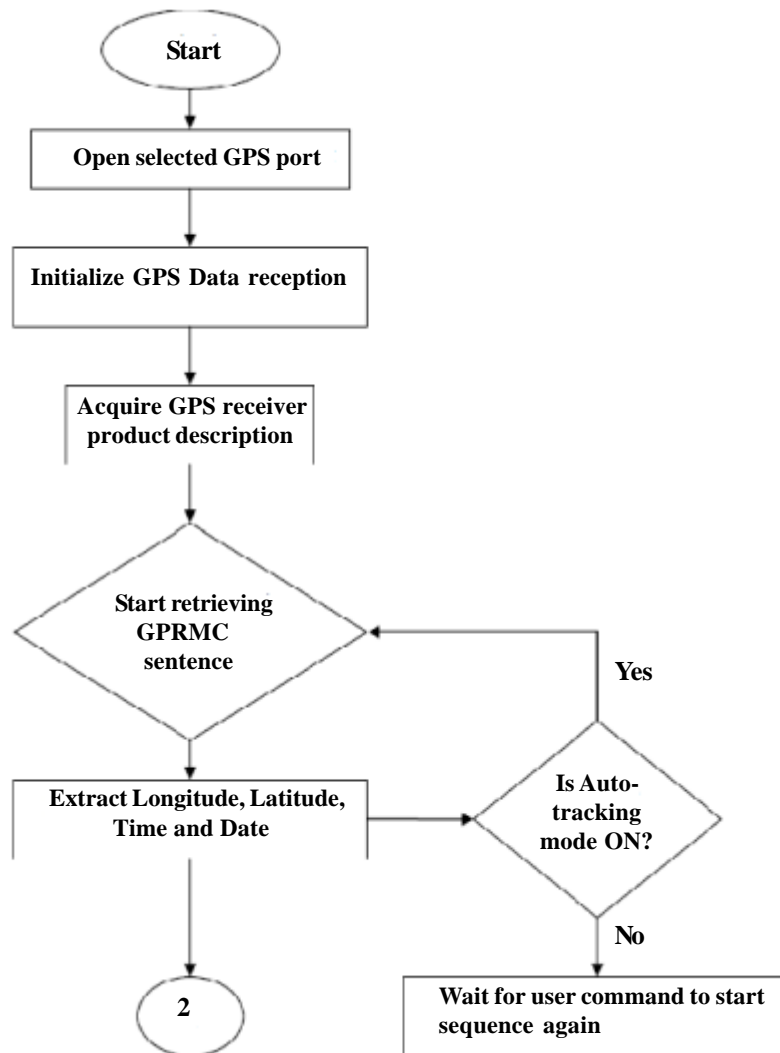 Start
Open selected GPS port
Initialize GPS Data reception
Acquire GPS receiver
product description
Start retrieving
GPRMC
sentence
Yes
Extract Longitude, Latitude,
Time and Date
Is Auto-
tracking
mode ON?
No
2
Wait for user command to start
sequence again